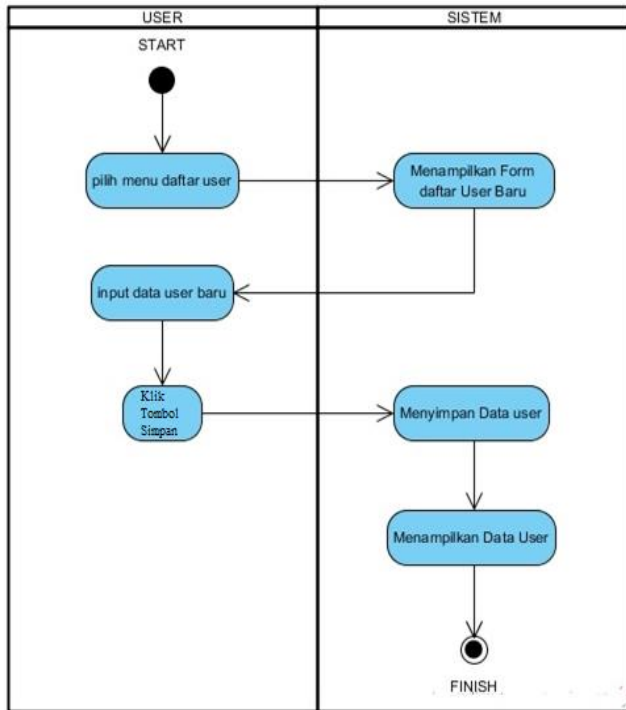 USER
SISTEM
START
pilih menu daftar user
Menampilkan Form
daftar User Baru
input data user baru
Klik
Tombol
Simpan
Menyimpan Data user
Menampilkan Data User
FINISH